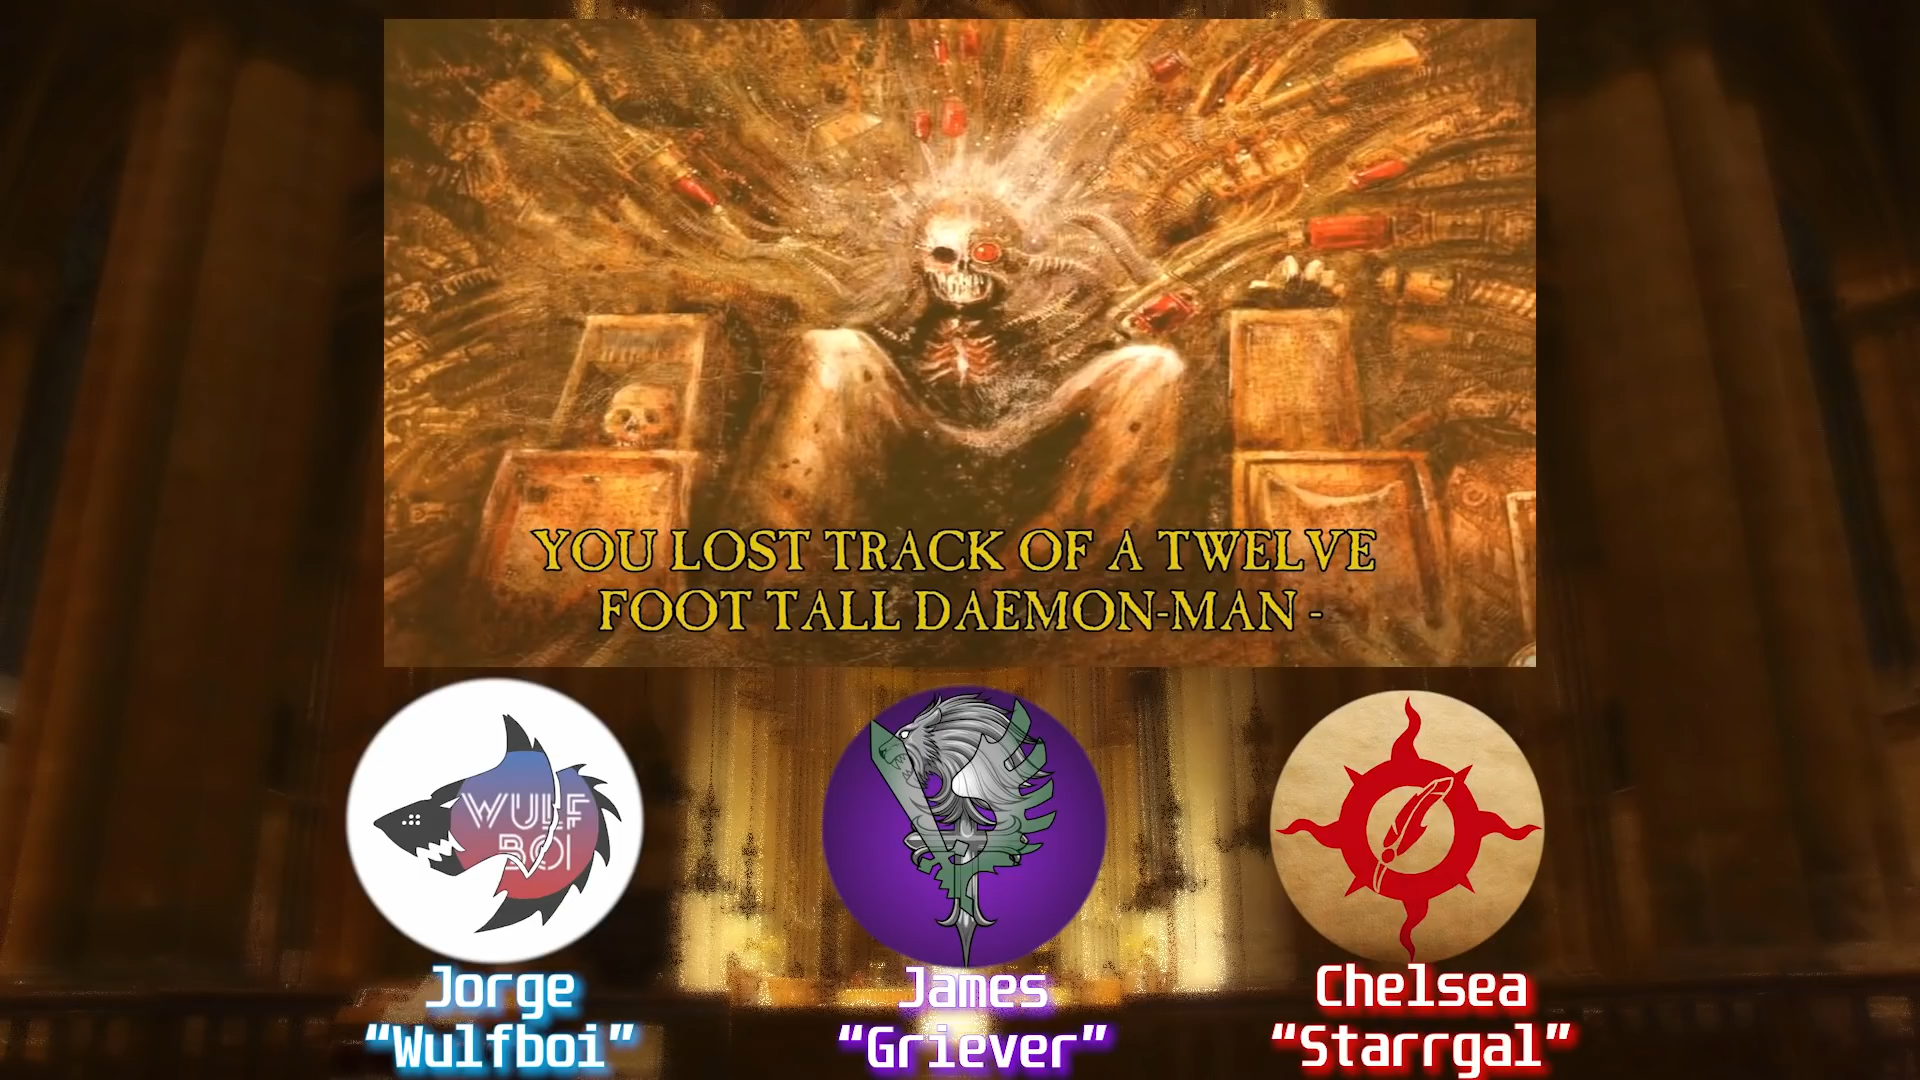 YOU LOST TRACK OF A TWELVE
FOOT TALL DAEMON-MAN -
WULF
BOI
Jorge
“Wulfboi”
James
“Griever”
Chelsea
“Starrgal”